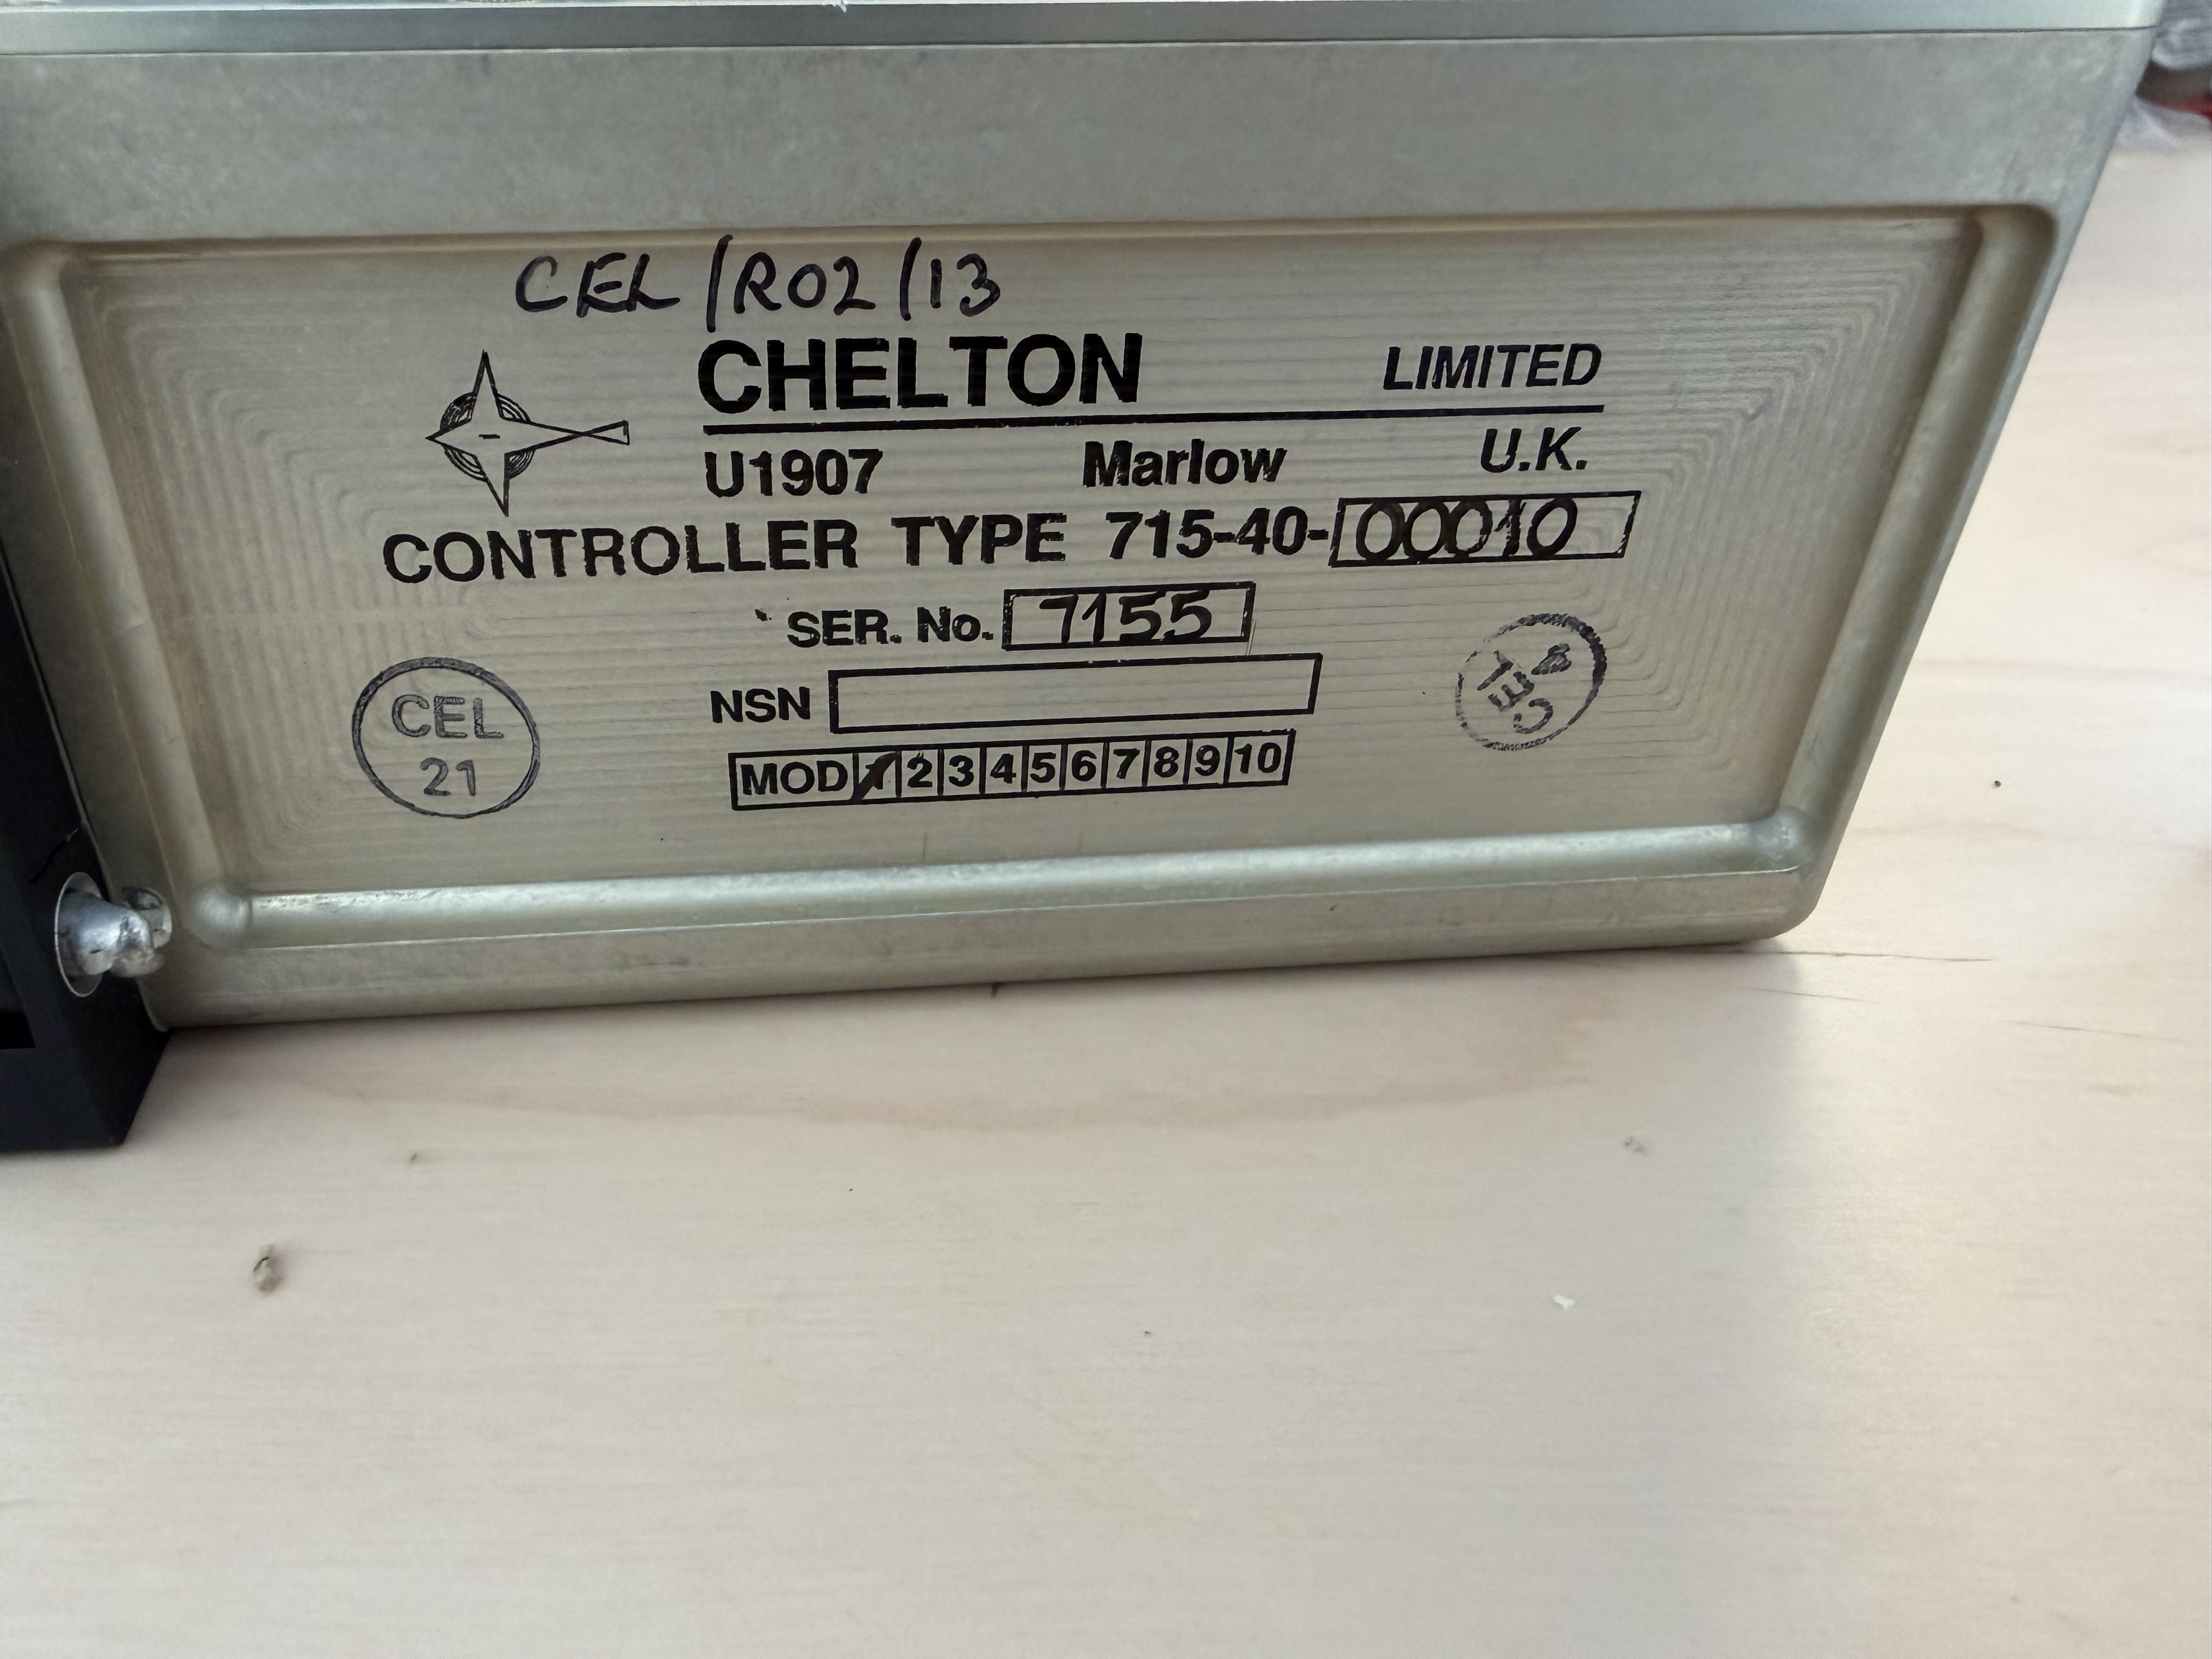 CEL/R02/13
CHELTON LIMITED
U1907 Marlow U.K.
CONTROLLER TYPE 715-40-00010
SER. No. 7155
NSN
MOD 1 2 3 4 5 6 7 8 9 10
CEL
21
CEL